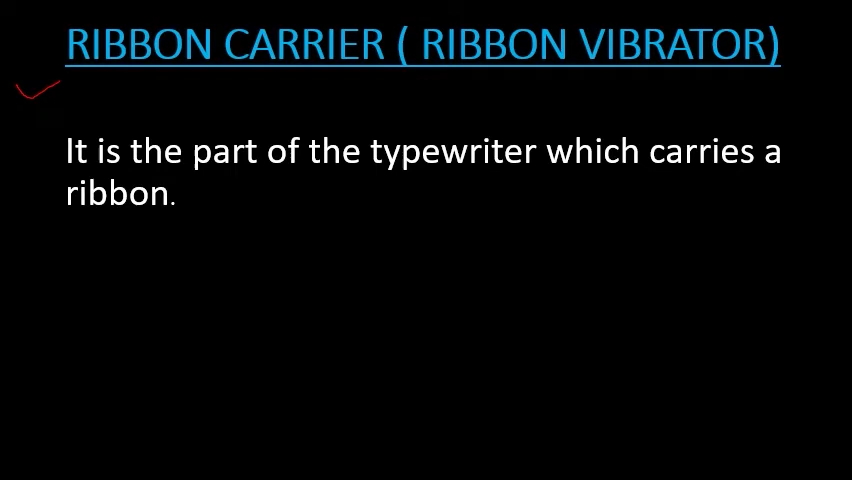 RIBBON CARRIER ( RIBBON VIBRATOR)
It is the part of the typewriter which carries a
ribbon.